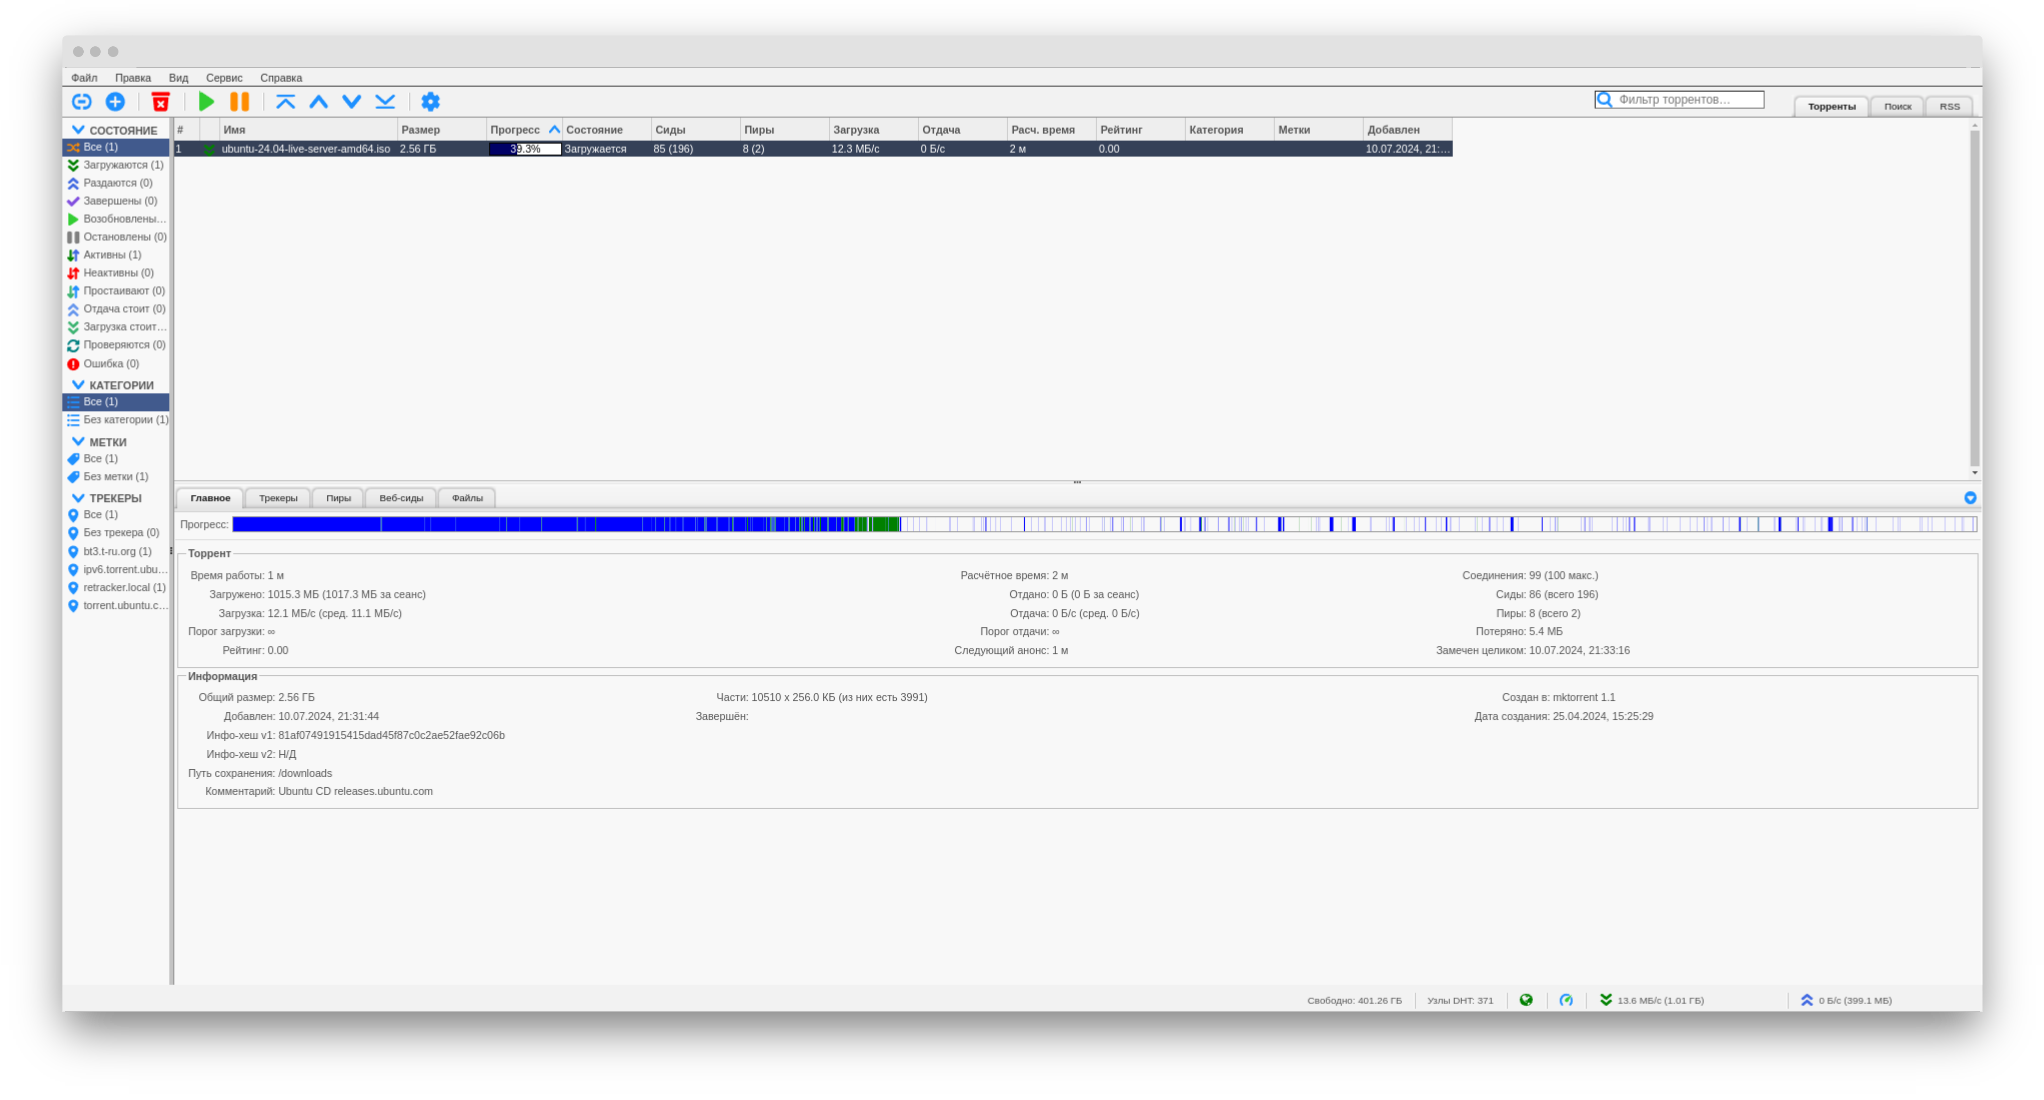 Файл Правка Вид Сервис Справка
Фильтр торрентов…
Торренты Поиск RSS
СОСТОЯНИЕ
Все (1)
Загружаются (1)
Раздаются (0)
Завершены (0)
Возобновлены…
Остановлены (0)
Активны (1)
Неактивны (0)
Простаивают (0)
Отдача стоит (0)
Загрузка стоит…
Проверяются (0)
Ошибка (0)
КАТЕГОРИИ
Все (1)
Без категории (1)
МЕТКИ
Все (1)
Без метки (1)
ТРЕКЕРЫ
Все (1)
Без трекера (0)
bt3.t-ru.org (1)
ipv6.torrent.ubu…
retracker.local (1)
torrent.ubuntu.c…
# Имя Размер Прогресс Состояние Сиды Пиры Загрузка Отдача Расч. время Рейтинг Категория Метки Добавлен
1 ubuntu-24.04-live-server-amd64.iso 2.56 ГБ 39.3% Загружается 85 (196) 8 (2) 12.3 МБ/с 0 Б/с 2 м 0.00 10.07.2024, 21:…
Главное Трекеры Пиры Веб-сиды Файлы
Прогресс:
Торрент
Время работы: 1 м Расчётное время: 2 м Соединения: 99 (100 макс.)
Загружено: 1015.3 МБ (1017.3 МБ за сеанс) Отдано: 0 Б (0 Б за сеанс) Сиды: 86 (всего 196)
Загрузка: 12.1 МБ/с (сред. 11.1 МБ/с) Отдача: 0 Б/с (сред. 0 Б/с) Пиры: 8 (всего 2)
Порог загрузки: ∞ Порог отдачи: ∞ Потеряно: 5.4 МБ
Рейтинг: 0.00 Следующий анонс: 1 м Замечен целиком: 10.07.2024, 21:33:16
Информация
Общий размер: 2.56 ГБ Части: 10510 x 256.0 КБ (из них есть 3991) Создан в: mktorrent 1.1
Добавлен: 10.07.2024, 21:31:44 Завершён: Дата создания: 25.04.2024, 15:25:29
Инфо-хеш v1: 81af07491915415dad45f87c0c2ae52fae92c06b
Инфо-хеш v2: Н/Д
Путь сохранения: /downloads
Комментарий: Ubuntu CD releases.ubuntu.com
Свободно: 401.26 ГБ Узлы DHT: 371 13.6 МБ/с (1.01 ГБ) 0 Б/с (399.1 МБ)